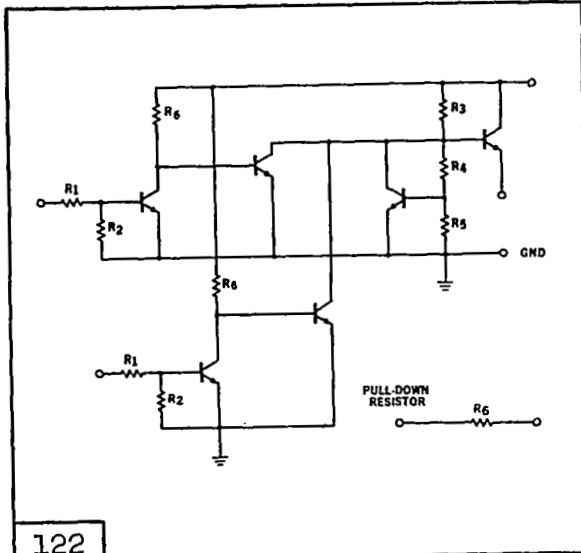 R6
R3
R4
R1
R2
R5
GND
R6
R1
R2
PULL-DOWN
RESISTOR
R6
122